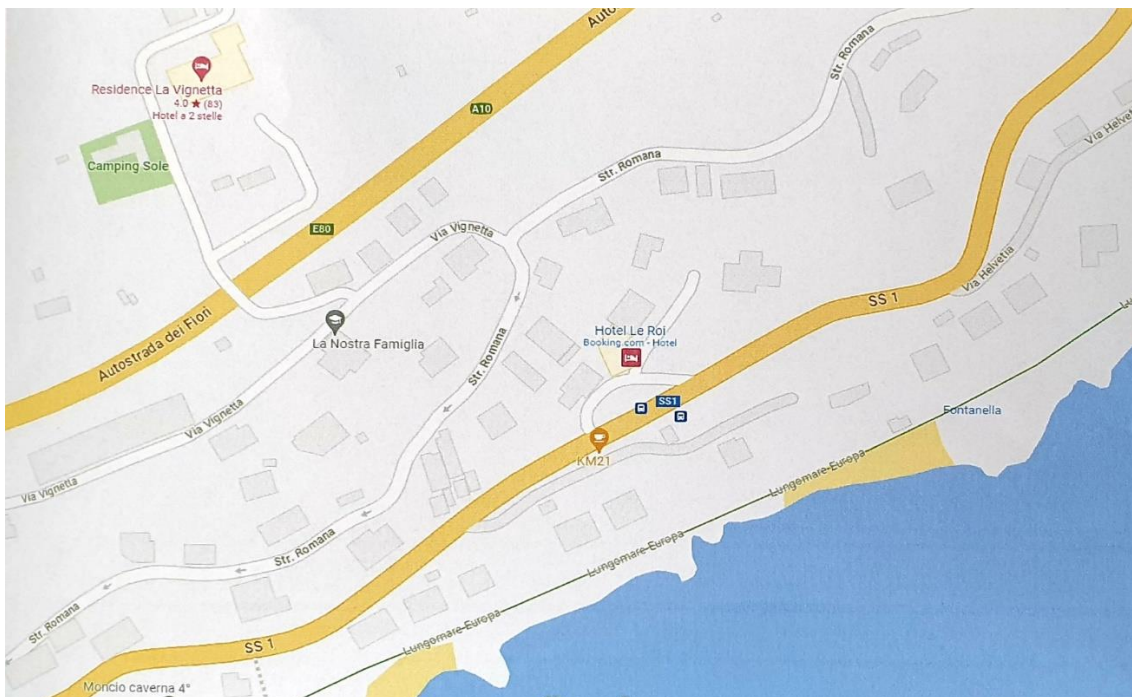 Auto
Str. Romana
Residence La Vignetta
4.0 ★ (83)
Hotel a 2 stelle
A10
Via Helvetia
Camping Sole
Str. Romana
E80
Via Vignetta
Via Helvetia
SS 1
Autostrada dei Fiori
La Nostra Famiglia
Hotel Le Roi
Booking.com - Hotel
Str. Romana
SS1
Fontanella
KM21
Lungomare Europa
Via Vignetta
Via Vignetta
Lungomare Europa
Str. Romana
Str. Romana
SS 1
Lungomare Europa
Moncio caverna 4°